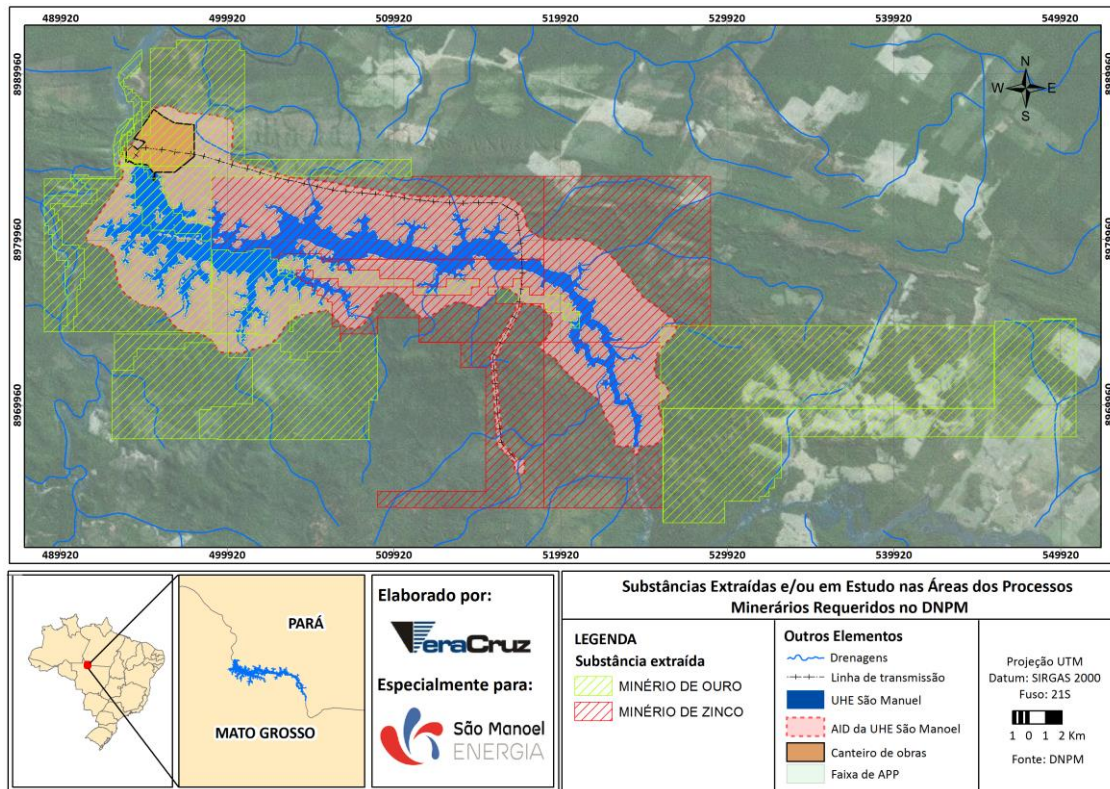 489920 499920 509920 519920 529920 539920 549920
8989960 8989960
N
W E
S
8979960 8979960
8969960 8969960
489920 499920 509920 519920 529920 539920 549920
PARÁ
MATO GROSSO
Elaborado por:
VeraCruz
Especialmente para:
São Manoel
ENERGIA
Substâncias Extraídas e/ou em Estudo nas Áreas dos Processos
Minerários Requeridos no DNPM
LEGENDA
Substância extraída
MINÉRIO DE OURO
MINÉRIO DE ZINCO
Outros Elementos
Drenagens
Linha de transmissão
UHE São Manuel
AID da UHE São Manoel
Canteiro de obras
Faixa de APP
Projeção UTM
Datum: SIRGAS 2000
Fuso: 21S
1 0 1 2 Km
Fonte: DNPM